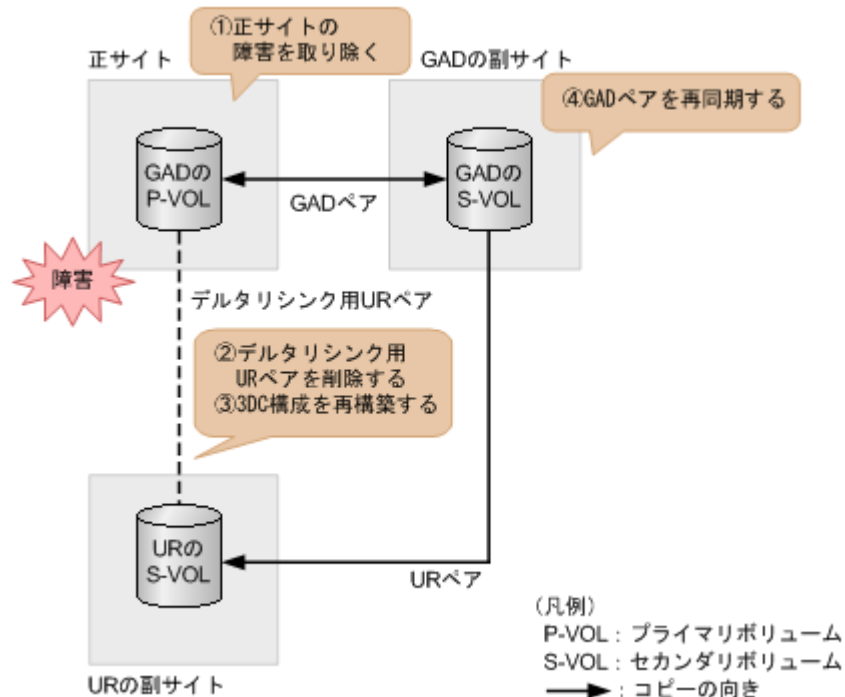 ①正サイトの
障害を取り除く
正サイト
GADの副サイト
④GADペアを再同期する
GADの
P-VOL
GADの
S-VOL
GADペア
障害
デルタリシンク用URペア
②デルタリシンク用
URペアを削除する
③3DC構成を再構築する
URの
S-VOL
URペア
URの副サイト
(凡例)
P-VOL：プライマリボリューム
S-VOL：セカンダリボリューム
：コピーの向き